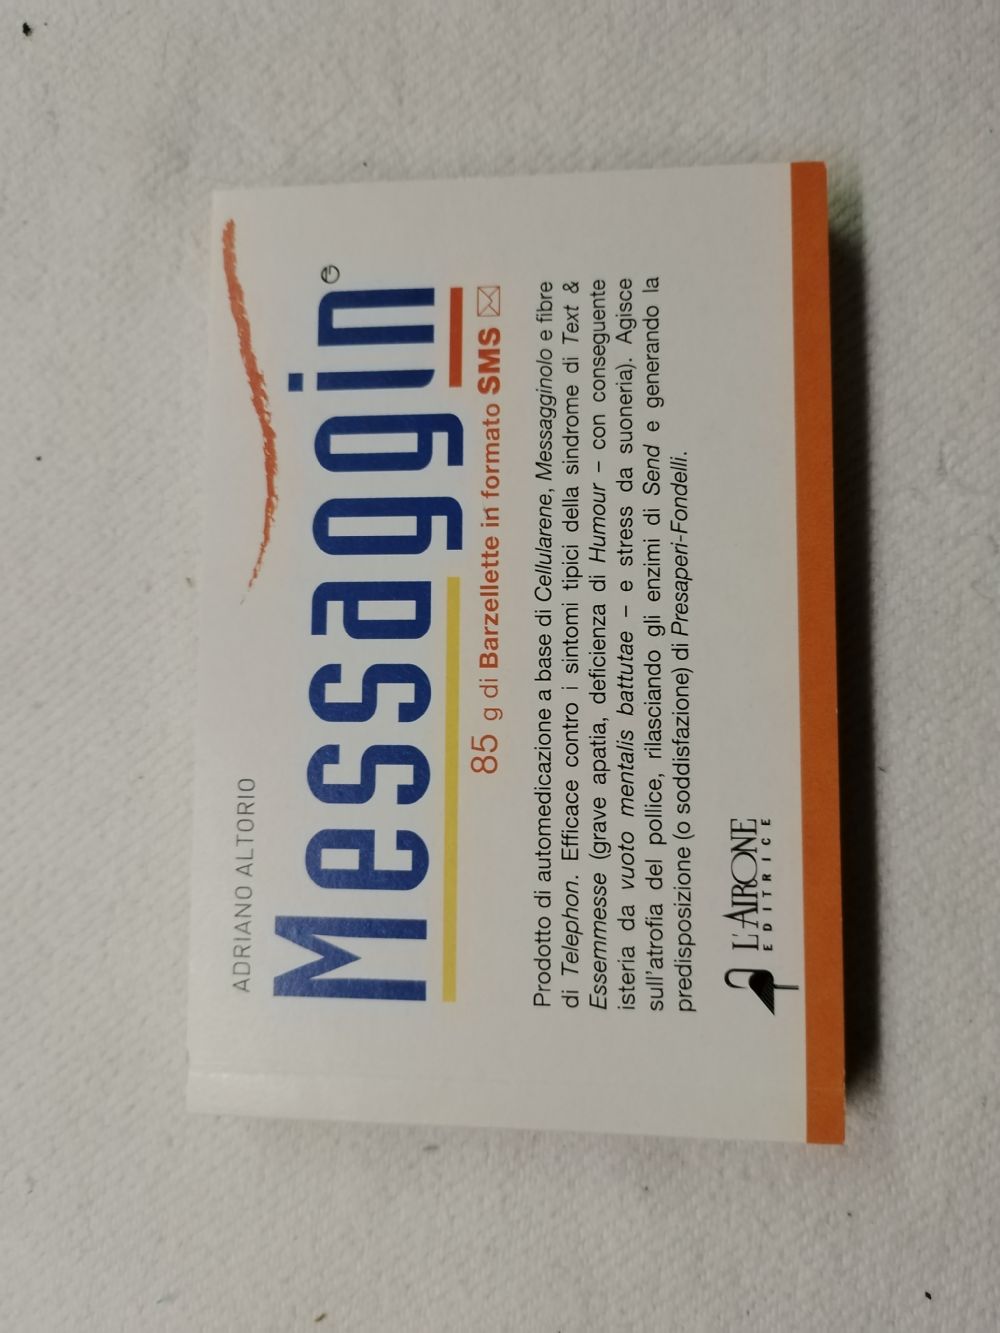 ADRIANO ALTORIO
Messaggin
85 g di Barzellette in formato SMS
Prodotto di automedicazione a base di Cellularene, Messagginolo e fibre
di Telephon. Efficace contro i sintomi tipici della sindrome di Text &
Essemmesse (grave apatia, deficienza di Humour – con conseguente
isteria da vuoto mentalis battutae – e stress da suoneria). Agisce
sull'atrofia del pollice, rilasciando gli enzimi di Send e generando la
predisposizione (o soddisfazione) di Presaperi-Fondelli.
L'AIRONE
EDITRICE